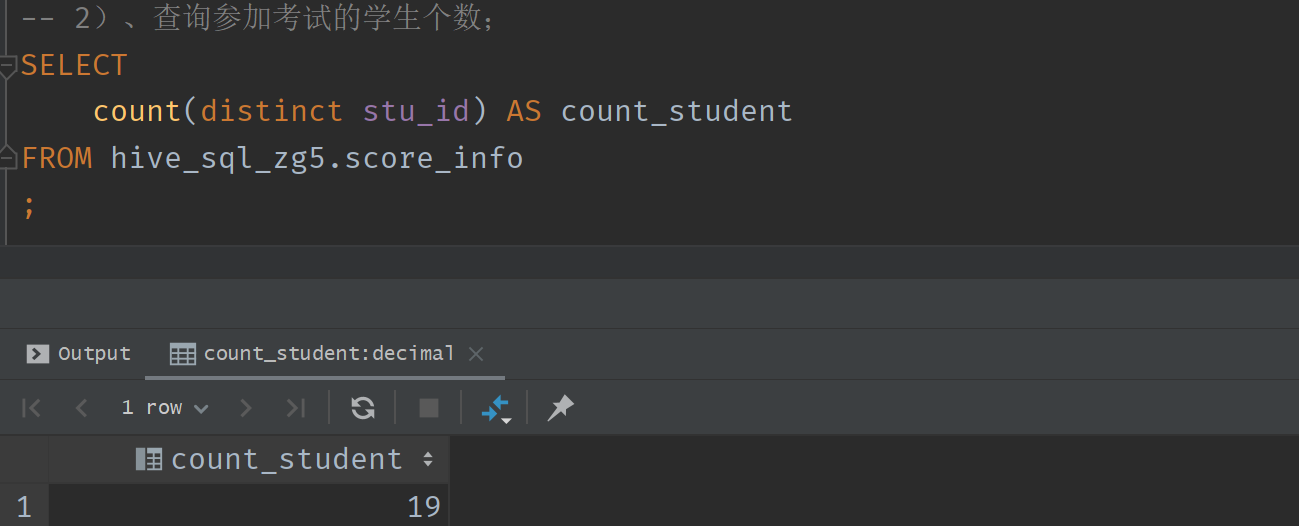 -- 2）、查询参加考试的学生个数;
SELECT
count(distinct stu_id) AS count_student
FROM hive_sql_zg5.score_info
;
Output count_student:decimal
1 row
count_student
1 19